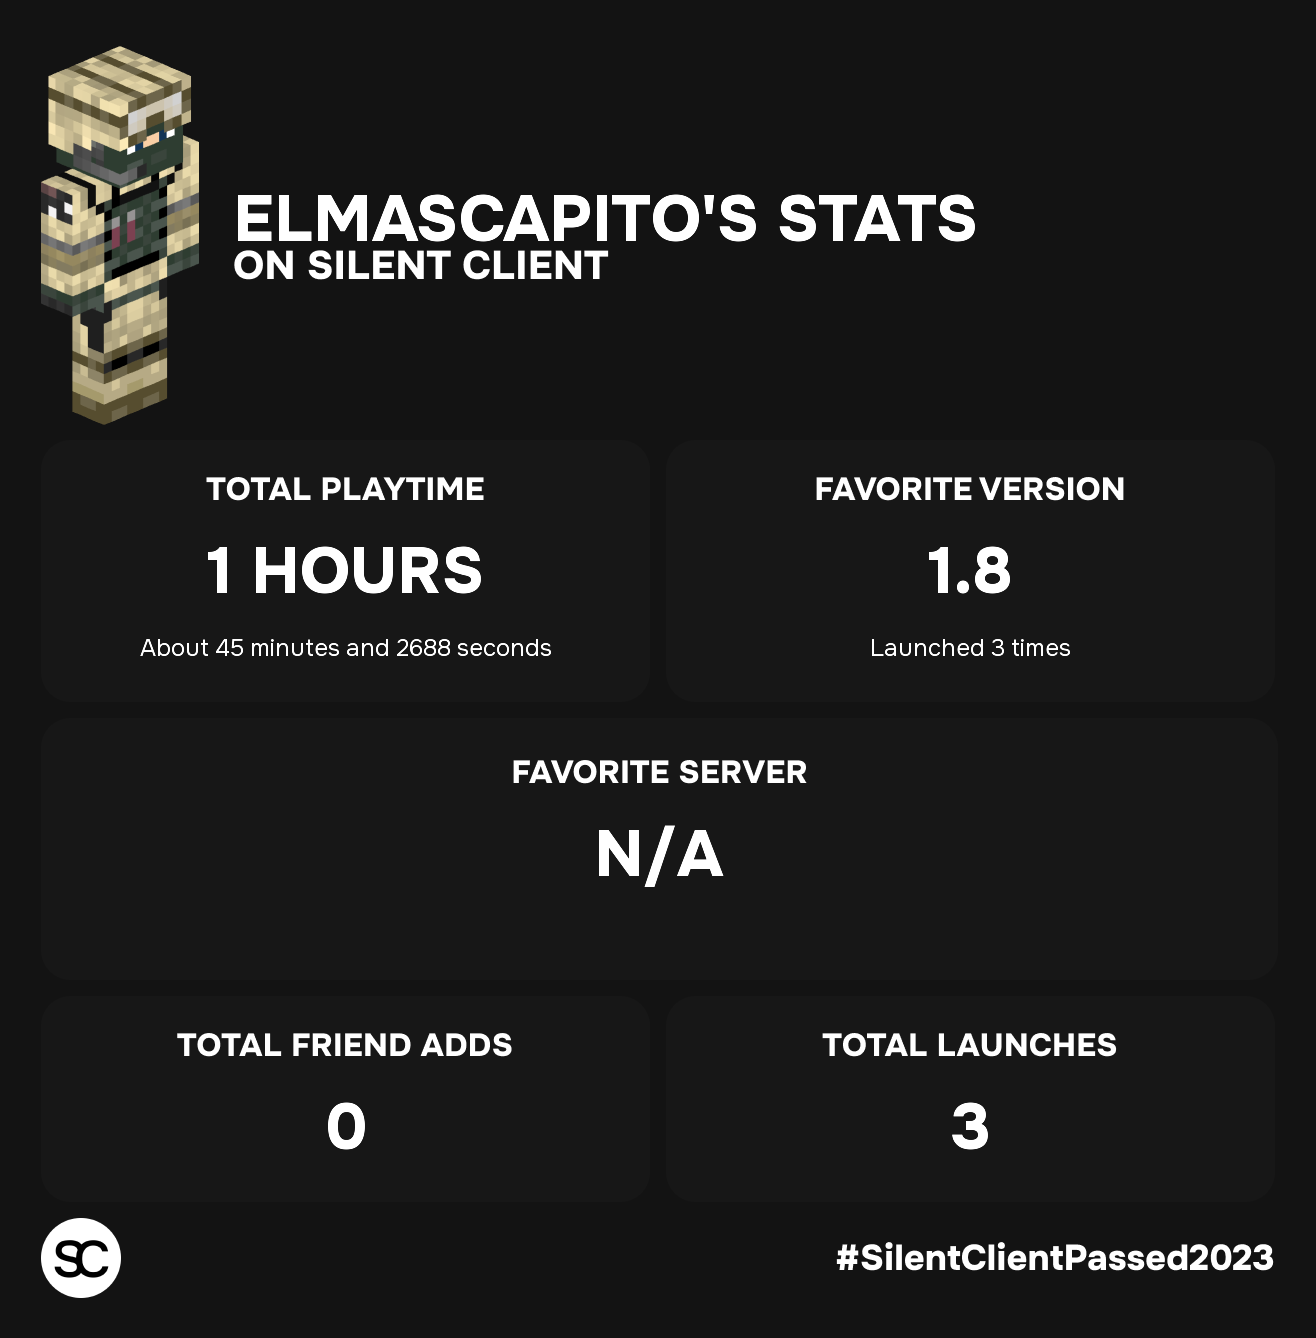 ELMASCAPITO'S STATS
ON SILENT CLIENT
TOTAL PLAYTIME
1 HOURS
About 45 minutes and 2688 seconds
FAVORITE VERSION
1.8
Launched 3 times
FAVORITE SERVER
N/A
TOTAL FRIEND ADDS
0
TOTAL LAUNCHES
3
SC
#SilentClientPassed2023